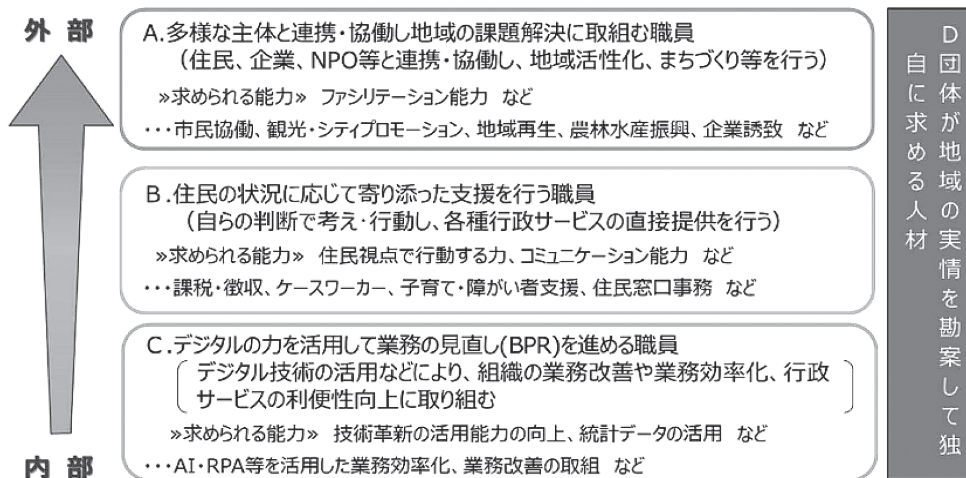 外 部
A.多様な主体と連携・協働し地域の課題解決に取組む職員
（住民、企業、NPO等と連携・協働し、地域活性化、まちづくり等を行う）
»求められる能力» ファシリテーション能力 など
･･･市民協働、観光・シティプロモーション、地域再生、農林水産振興、企業誘致 など
B.住民の状況に応じて寄り添った支援を行う職員
（自らの判断で考え・行動し、各種行政サービスの直接提供を行う）
»求められる能力» 住民視点で行動する力、コミュニケーション能力 など
･･･課税・徴収、ケースワーカー、子育て・障がい者支援、住民窓口事務 など
C.デジタルの力を活用して業務の見直し(BPR)を進める職員
デジタル技術の活用などにより、組織の業務改善や業務効率化、行政
サービスの利便性向上に取り組む
»求められる能力» 技術革新の活用能力の向上、統計データの活用 など
･･･AI・RPA等を活用した業務効率化、業務改善の取組 など
内 部
D団体が地域の実情を勘案して独
自に求める人材